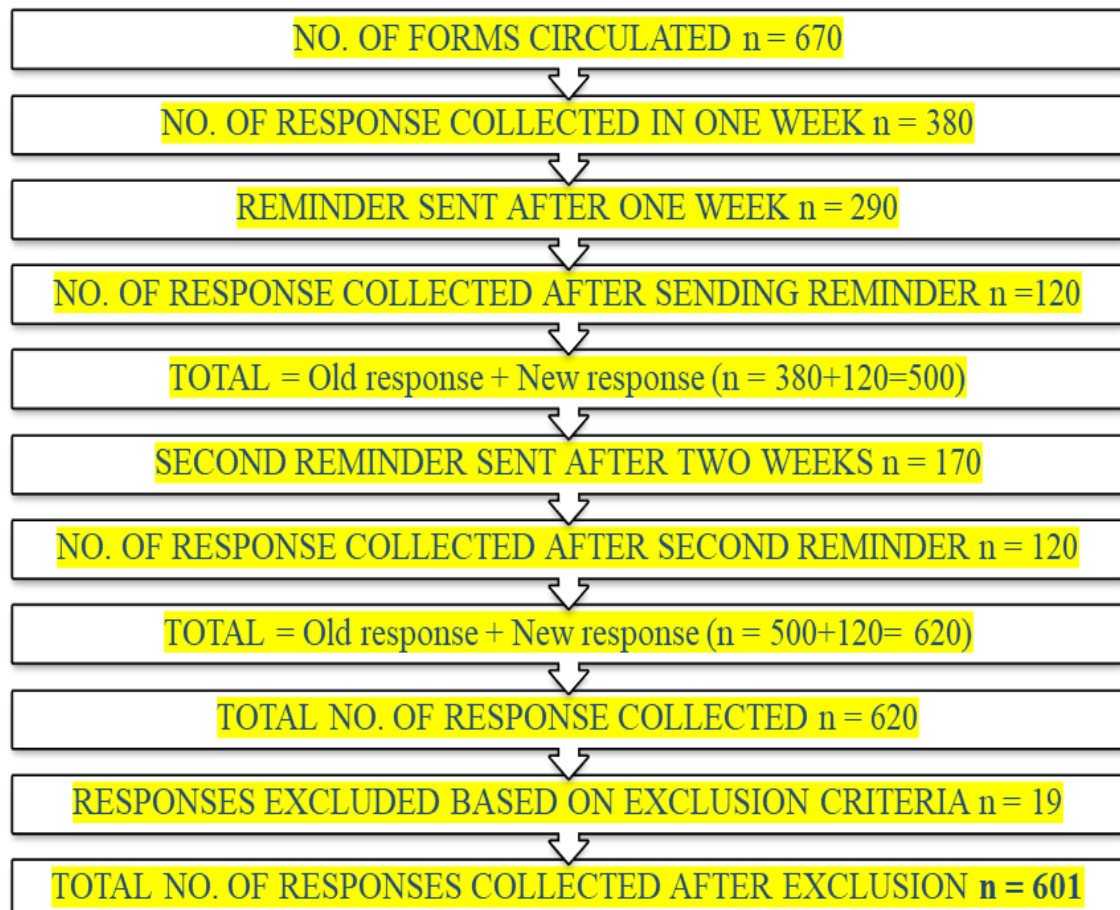 NO. OF FORMS CIRCULATED n = 670
NO. OF RESPONSE COLLECTED IN ONE WEEK n = 380
REMINDER SENT AFTER ONE WEEK n = 290
NO. OF RESPONSE COLLECTED AFTER SENDING REMINDER n =120
TOTAL = Old response + New response (n = 380+120=500)
SECOND REMINDER SENT AFTER TWO WEEKS n = 170
NO. OF RESPONSE COLLECTED AFTER SECOND REMINDER n = 120
TOTAL = Old response + New response (n = 500+120= 620)
TOTAL NO. OF RESPONSE COLLECTED n = 620
RESPONSES EXCLUDED BASED ON EXCLUSION CRITERIA n = 19
TOTAL NO. OF RESPONSES COLLECTED AFTER EXCLUSION n = 601